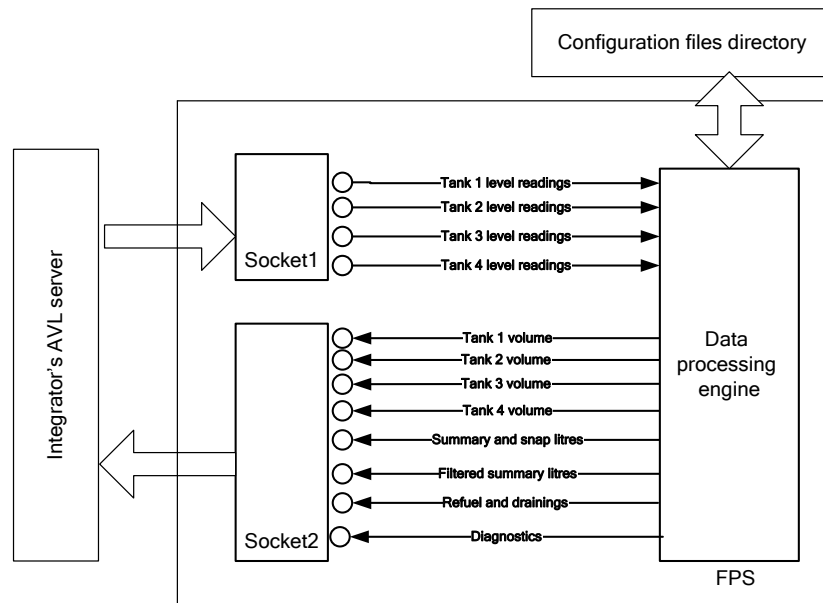 Configuration files directory
Integrator's AVL server
Socket1
Tank 1 level readings
Tank 2 level readings
Tank 3 level readings
Tank 4 level readings
Data
processing
engine
Tank 1 volume
Tank 2 volume
Tank 3 volume
Tank 4 volume
Summary and snap litres
Filtered summary litres
Refuel and drainings
Diagnostics
Socket2
FPS